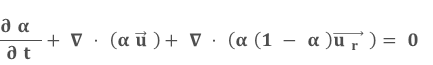 ∂ α / ∂ t + ∇ · (α u⃗ ) + ∇ · (α (1 − α )u⃗ᵣ ) = 0